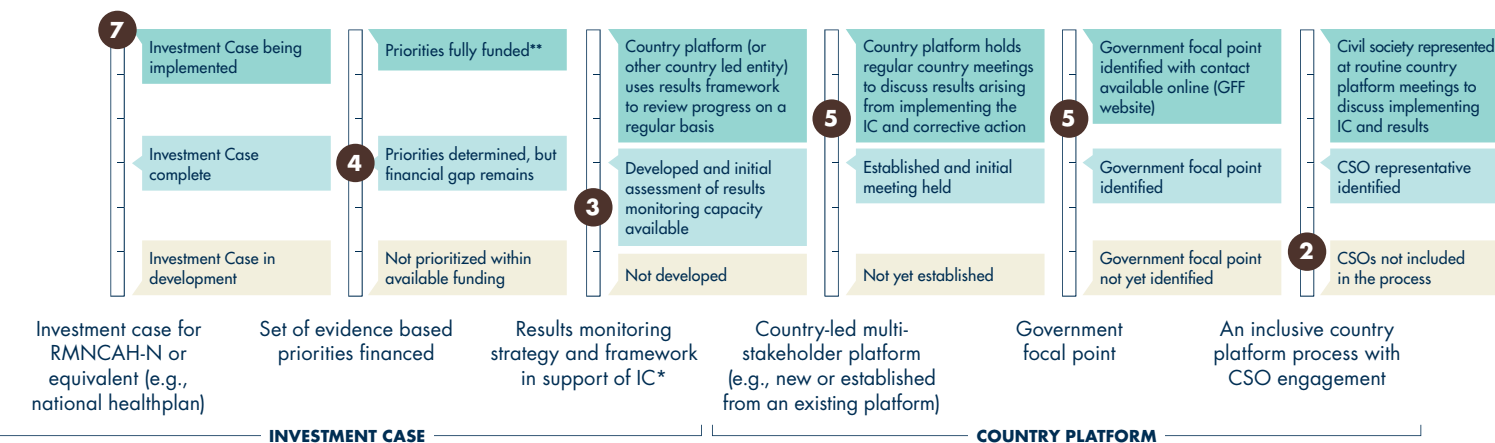 7
Investment Case being
implemented
Investment Case
complete
Investment Case in
development
Investment case for
RMNCAH-N or
equivalent (e.g.,
national healthplan)
Priorities fully funded**
4
Priorities determined, but
financial gap remains
Not prioritized within
available funding
Set of evidence based
priorities financed
Country platform (or
other country led entity)
uses results framework
to review progress on a
regular basis
3
Developed and initial
assessment of results
monitoring capacity
available
Not developed
Results monitoring
strategy and framework
in support of IC*
5
Country platform holds
regular country meetings
to discuss results arising
from implementing the
IC and corrective action
Established and initial
meeting held
Not yet established
Country-led multi-
stakeholder platform
(e.g., new or established
from an existing platform)
5
Government focal point
identified with contact
available online (GFF
website)
Government focal point
identified
Government focal point
not yet identified
Government
focal point
Civil society represented
at routine country
platform meetings to
discuss implementing
IC and results
CSO representative
identified
2
CSOs not included
in the process
An inclusive country
platform process with
CSO engagement
INVESTMENT CASE
COUNTRY PLATFORM